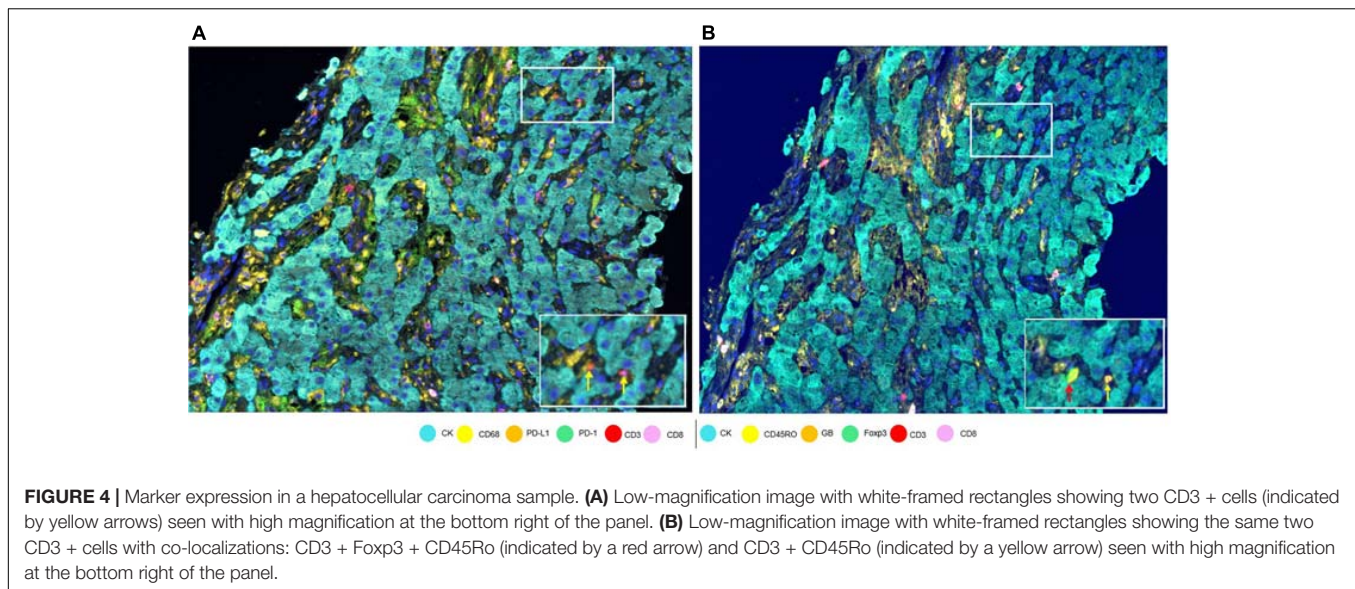 A
B
CK CD68 PD-L1 PD-1 CD3 CD8 CK CD45RO GB Foxp3 CD3 CD8
FIGURE 4 | Marker expression in a hepatocellular carcinoma sample. (A) Low-magnification image with white-framed rectangles showing two CD3 + cells (indicated
by yellow arrows) seen with high magnification at the bottom right of the panel. (B) Low-magnification image with white-framed rectangles showing the same two
CD3 + cells with co-localizations: CD3 + Foxp3 + CD45Ro (indicated by a red arrow) and CD3 + CD45Ro (indicated by a yellow arrow) seen with high magnification
at the bottom right of the panel.